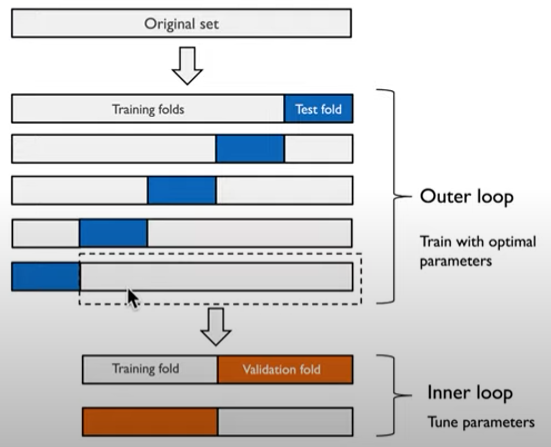 Original set
Training folds
Test fold
Outer loop
Train with optimal
parameters
Training fold
Validation fold
Inner loop
Tune parameters